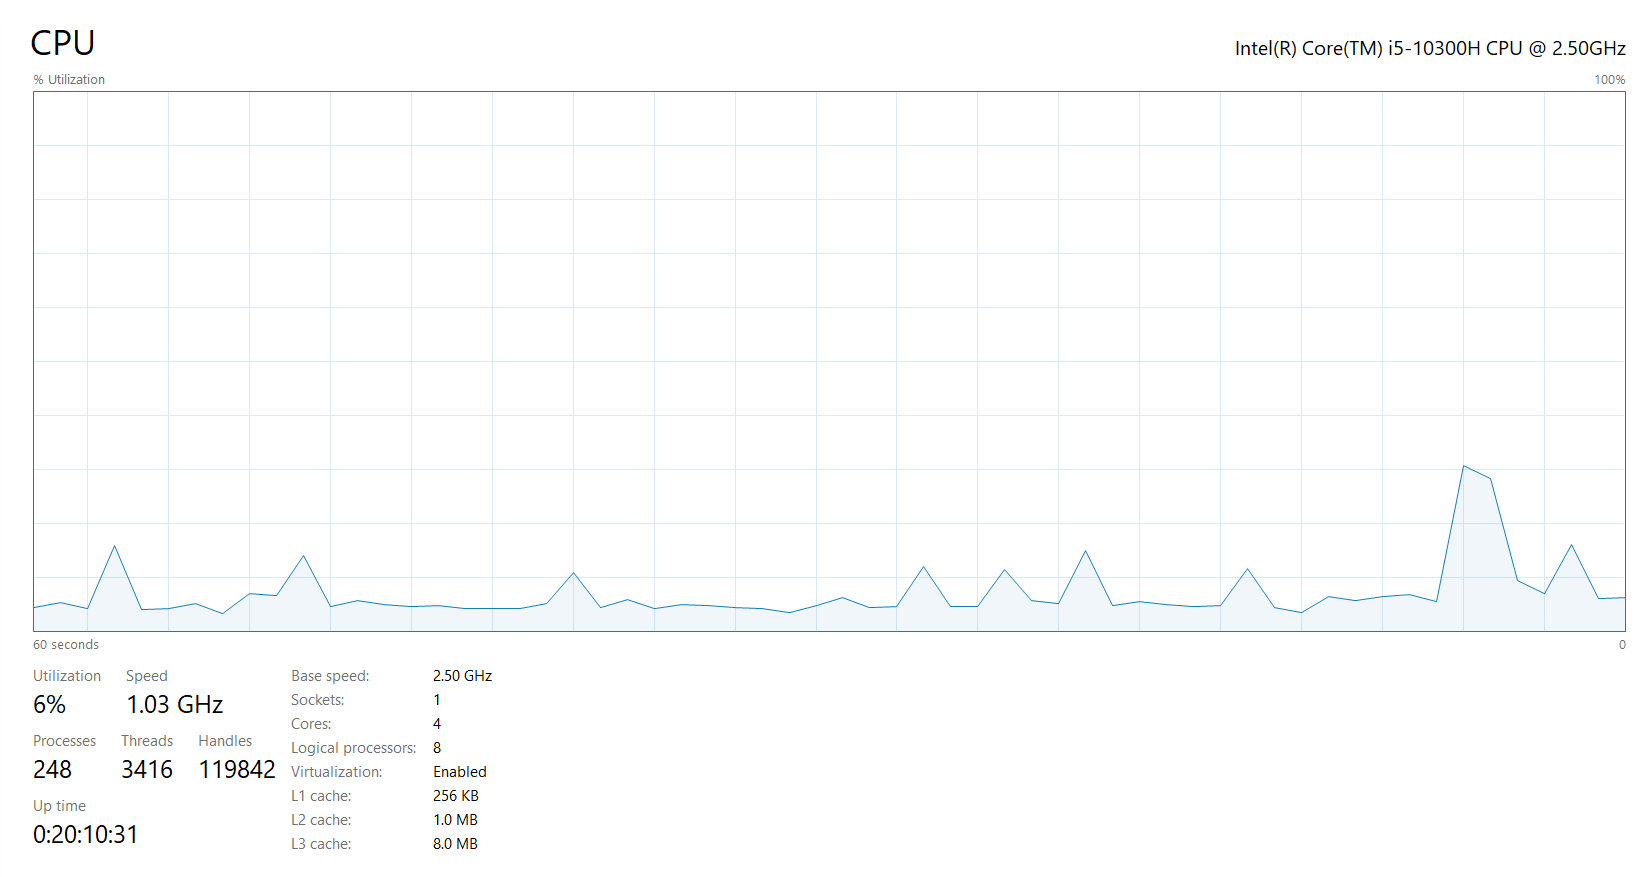 CPU
Intel(R) Core(TM) i5-10300H CPU @ 2.50GHz
% Utilization 100%
60 seconds 0
Utilization Speed
6% 1.03 GHz
Processes Threads Handles
248 3416 119842
Up time
0:20:10:31
Base speed: 2.50 GHz
Sockets: 1
Cores: 4
Logical processors: 8
Virtualization: Enabled
L1 cache: 256 KB
L2 cache: 1.0 MB
L3 cache: 8.0 MB